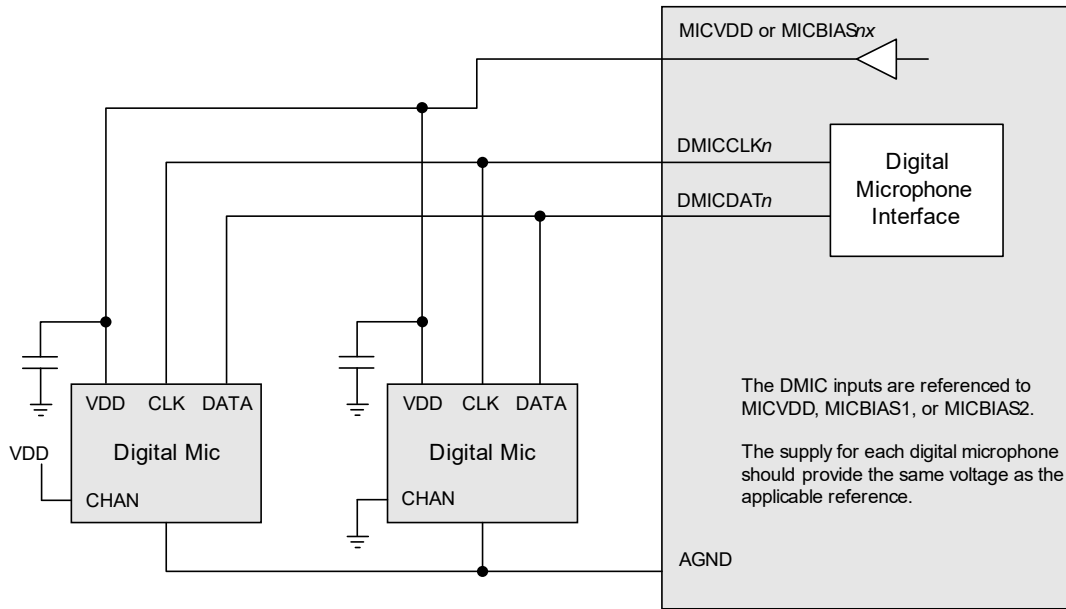 MICVDD or MICBIASnx
DMICCLKn
DMICDATn
Digital
Microphone
Interface
VDD CLK DATA
Digital Mic
VDD
CHAN
VDD CLK DATA
Digital Mic
CHAN
The DMIC inputs are referenced to
MICVDD, MICBIAS1, or MICBIAS2.
The supply for each digital microphone
should provide the same voltage as the
applicable reference.
AGND